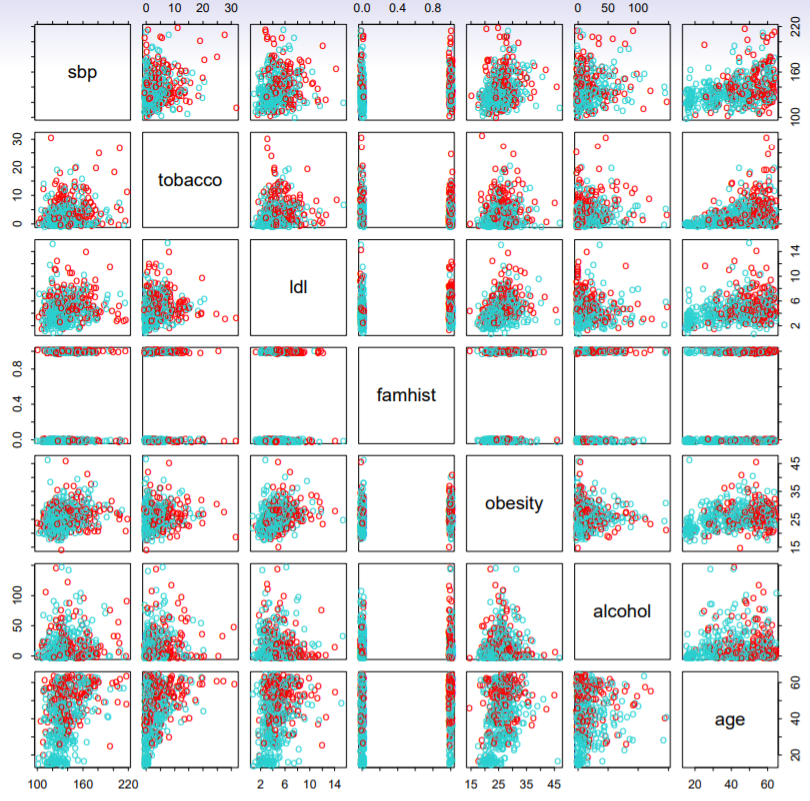 0 10 20 30
0.0 0.4 0.8
0 50 100
sbp
100 160 220
0 10 20 30
tobacco
ldl
2 6 10 14
0.0 0.4 0.8
famhist
obesity
15 25 35 45
0 50 100
alcohol
age
20 40 60
100 160 220
2 6 10 14
15 25 35 45
20 40 60